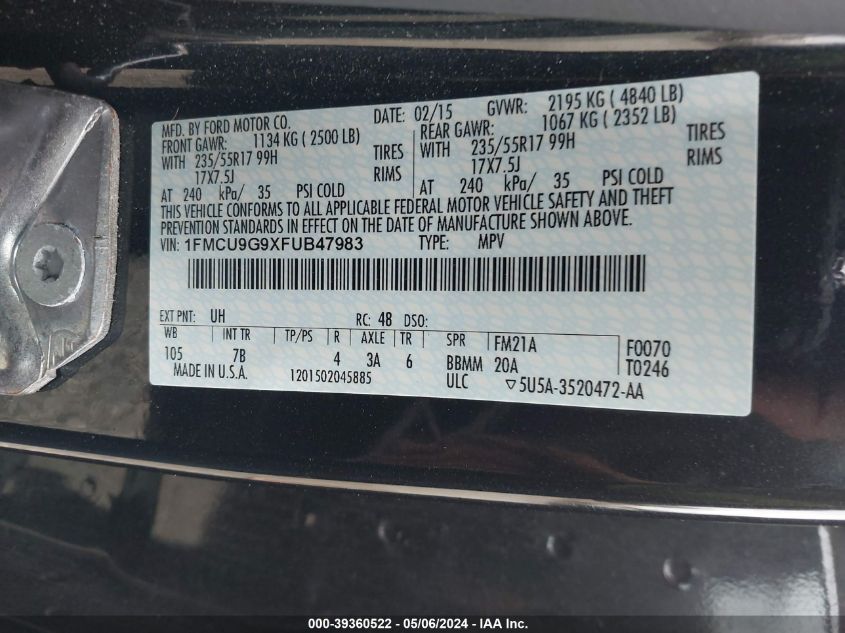 MFD. BY FORD MOTOR CO. DATE: 02/15 GVWR: 2195 KG ( 4840 LB)
FRONT GAWR: 1134 KG ( 2500 LB) REAR GAWR: 1067 KG ( 2352 LB)
WITH 235/55R17 99H TIRES WITH 235/55R17 99H TIRES
17X7.5J RIMS 17X7.5J RIMS
AT 240 kPa/ 35 PSI COLD AT 240 kPa/ 35 PSI COLD
THIS VEHICLE CONFORMS TO ALL APPLICABLE FEDERAL MOTOR VEHICLE SAFETY AND THEFT
PREVENTION STANDARDS IN EFFECT ON THE DATE OF MANUFACTURE SHOWN ABOVE.
VIN: 1FMCU9G9XFUB47983 TYPE: MPV
EXT PNT: UH RC: 48 DSO:
WB INT TR TP/PS R AXLE TR SPR FM21A F0070
105 7B 4 3A 6 BBMM 20A T0246
MADE IN U.S.A. 1201502045885 ULC ▽5U5A-3520472-AA
000-39360522 - 05/06/2024 - IAA Inc.